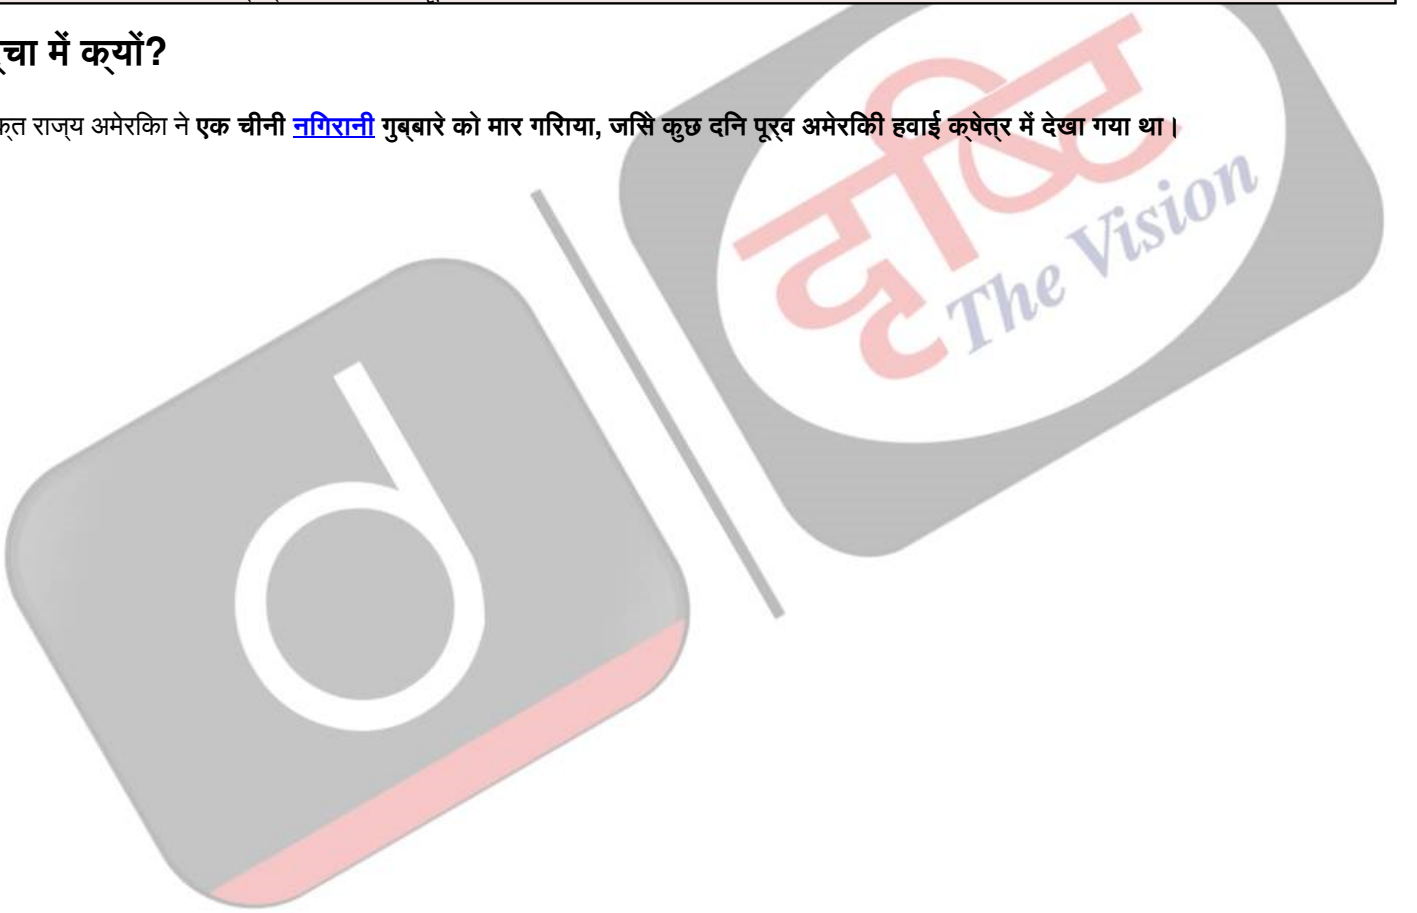 र्चा में क्यों?
क्त राज्य अमेरिका ने एक चीनी निगरानी गुब्बारे को मार गिराया, जिसे कुछ दिन पूर्व अमेरिकी हवाई क्षेत्र में देखा गया था।
दृष्टि
The Vision
d